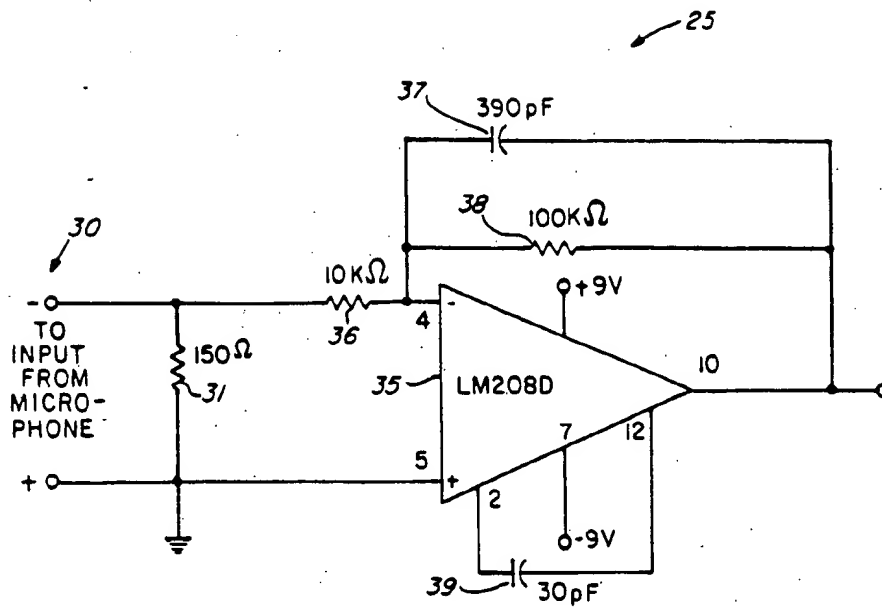 25
37
390pF
38
100KΩ
30
10KΩ
+9V
-
4
-
36
TO
INPUT
FROM
MICRO-
PHONE
150Ω
31
35
LM208D
10
5
7
12
+
+
2
-9V
39
30pF